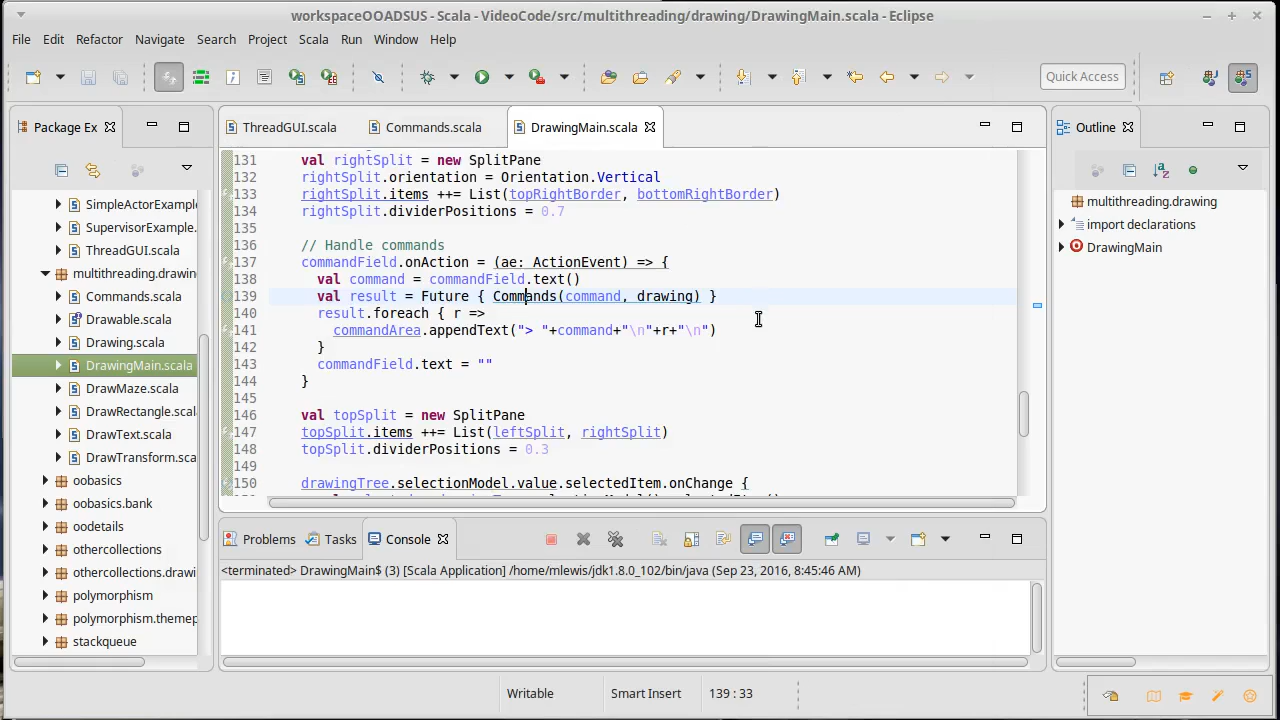 workspaceOOADSUS - Scala - VideoCode/src/multithreading/drawing/DrawingMain.scala - Eclipse
File Edit Refactor Navigate Search Project Scala Run Window Help
Quick Access
Package Ex
ThreadGUI.scala Commands.scala DrawingMain.scala
Outline
SimpleActorExampl
SupervisorExample.
ThreadGUI.scala
multithreading.drawin
Commands.scala
Drawable.scala
Drawing.scala
DrawingMain.scala
DrawMaze.scala
DrawRectangle.scal
DrawText.scala
DrawTransform.sca
oobasics
oobasics.bank
oodetails
othercollections
othercollections.drawi
polymorphism
polymorphism.themep
stackqueue
131 val rightSplit = new SplitPane
132 rightSplit.orientation = Orientation.Vertical
133 rightSplit.items ++= List(topRightBorder, bottomRightBorder)
134 rightSplit.dividerPositions = 0.7
135
136 // Handle commands
137 commandField.onAction = (ae: ActionEvent) => {
138 val command = commandField.text()
139 val result = Future { Commands(command, drawing) }
140 result.foreach { r =>
141 commandArea.appendText("> "+command+"\n"+r+"\n")
142 }
143 commandField.text = ""
144 }
145
146 val topSplit = new SplitPane
147 topSplit.items ++= List(leftSplit, rightSplit)
148 topSplit.dividerPositions = 0.3
149
150 drawingTree.selectionModel.value.selectedItem.onChange {
multithreading.drawing
import declarations
DrawingMain
Problems Tasks Console
<terminated> DrawingMain$ (3) [Scala Application] /home/mlewis/jdk1.8.0_102/bin/java (Sep 23, 2016, 8:45:46 AM)
Writable Smart Insert 139 : 33